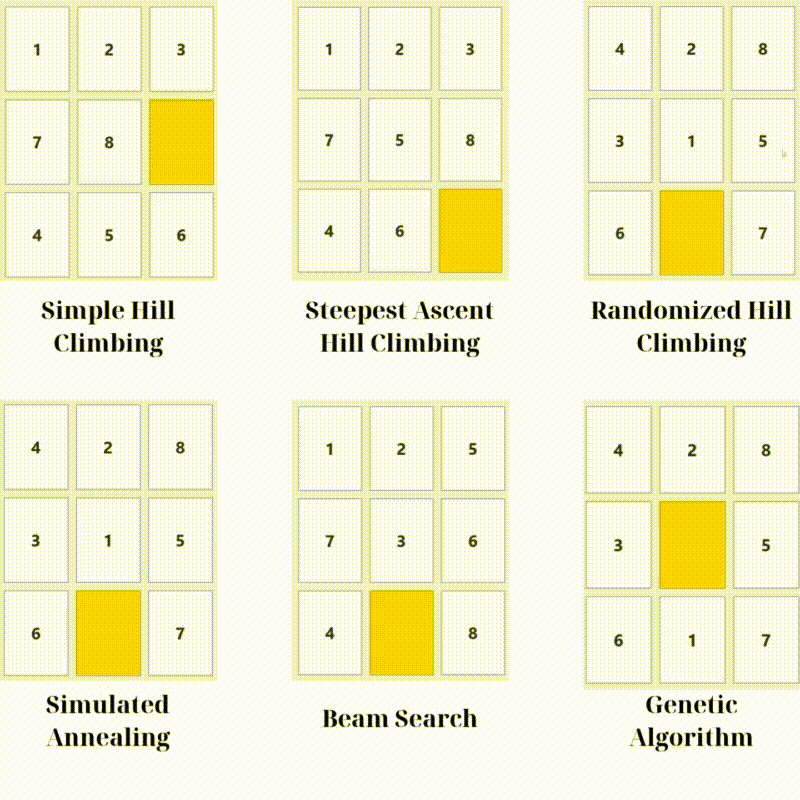 1 2 3
7 8
4 5 6
Simple Hill
Climbing
1 2 3
7 5 8
4 6
Steepest Ascent
Hill Climbing
4 2 8
3 1 5
6 7
Randomized Hill
Climbing
4 2 8
3 1 5
6 7
Simulated
Annealing
1 2 5
7 3 6
4 8
Beam Search
4 2 8
3 5
6 1 7
Genetic
Algorithm